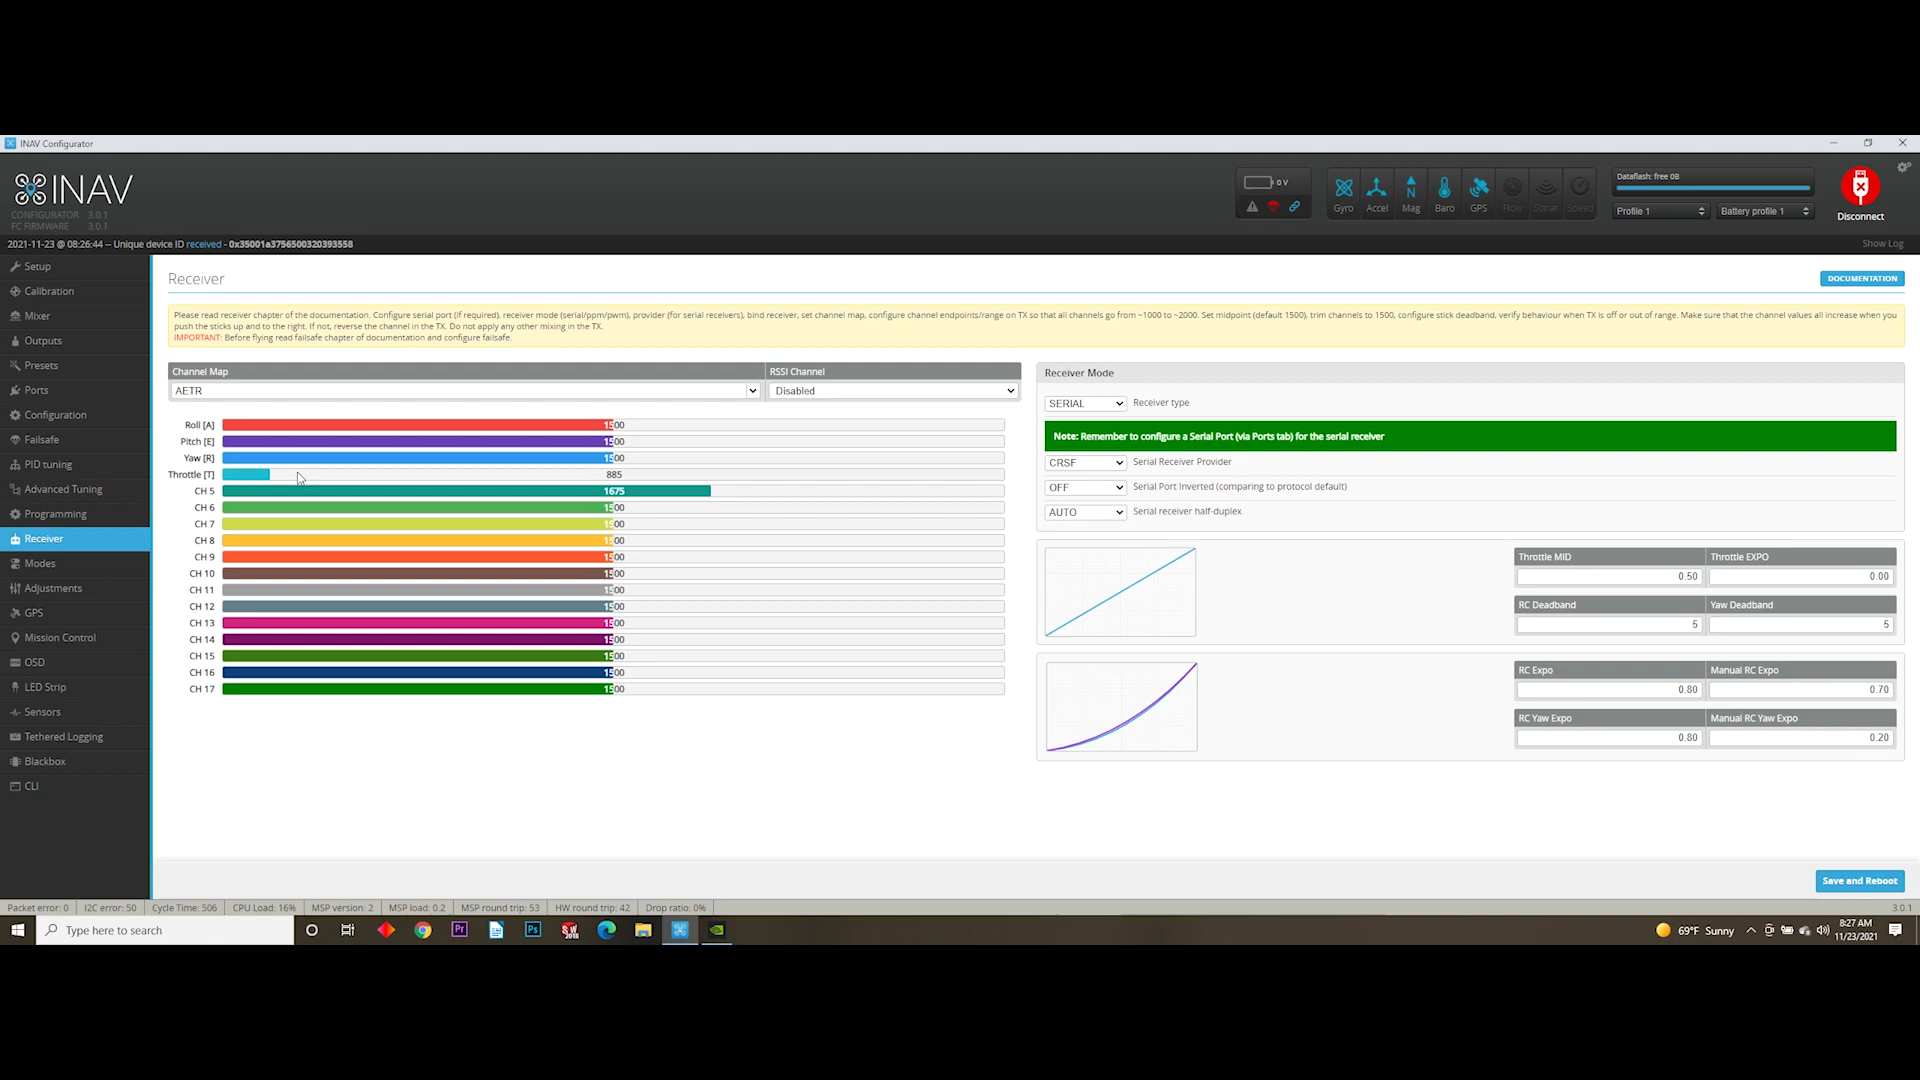 INAV Configurator
INAV
CONFIGURATOR 3.0.1
FC FIRMWARE 3.0.1
0 V
Gyro Accel Mag Baro GPS Flow Sonar Speed
Dataflash: free 0B
Profile 1 Battery profile 1
Disconnect
2021-11-23 @ 08:26:44 -- Unique device ID received - 0x35001a3756500320393558
Show Log
Setup
Calibration
Mixer
Outputs
Presets
Ports
Configuration
Failsafe
PID tuning
Advanced Tuning
Programming
Receiver
Modes
Adjustments
GPS
Mission Control
OSD
LED Strip
Sensors
Tethered Logging
Blackbox
CLI
Receiver
DOCUMENTATION
Please read receiver chapter of the documentation. Configure serial port (if required), receiver mode (serial/ppm/pwm), provider (for serial receivers), bind receiver, set channel map, configure channel endpoints/range on TX so that all channels go from ~1000 to ~2000. Set midpoint (default 1500), trim channels to 1500, configure stick deadband, verify behaviour when TX is off or out of range. Make sure that the channel values all increase when you
push the sticks up and to the right. If not, reverse the channel in the TX. Do not apply any other mixing in the TX.
IMPORTANT: Before flying read failsafe chapter of documentation and configure failsafe.
Channel Map RSSI Channel
AETR Disabled
Roll [A] 1500
Pitch [E] 1500
Yaw [R] 1500
Throttle [T] 885
CH 5 1675
CH 6 1500
CH 7 1500
CH 8 1500
CH 9 1500
CH 10 1500
CH 11 1500
CH 12 1500
CH 13 1500
CH 14 1500
CH 15 1500
CH 16 1500
CH 17 1500
Receiver Mode
SERIAL Receiver type
Note: Remember to configure a Serial Port (via Ports tab) for the serial receiver
CRSF Serial Receiver Provider
OFF Serial Port Inverted (comparing to protocol default)
AUTO Serial receiver half-duplex
Throttle MID Throttle EXPO
0.50 0.00
RC Deadband Yaw Deadband
5 5
RC Expo Manual RC Expo
0.80 0.70
RC Yaw Expo Manual RC Yaw Expo
0.80 0.20
Save and Reboot
Packet error: 0 I2C error: 50 Cycle Time: 506 CPU Load: 16% MSP version: 2 MSP load: 0.2 MSP round trip: 53 HW round trip: 42 Drop ratio: 0% 3.0.1
Type here to search
Pr
Ps
SW
2018
69°F Sunny
8:27 AM
11/23/2021